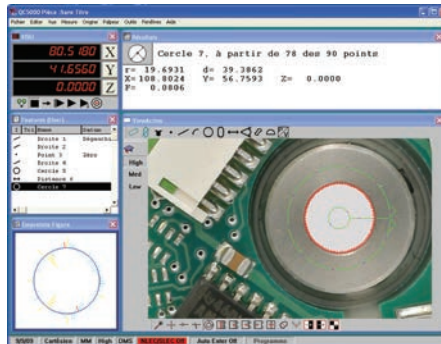 QC5000 Pièce :Sans Titre
Fichier Editer Vue Mesure Origine Palpeur Outils Fenêtres Aide
80.5180 X
41.6560 Y
0.0000 Z
Résultats
Cercle 7, à partir de 78 des 90 points
r= 19.6931 d= 39.3862
X=108.8024 Y= 56.7593 Z= 0.0000
F= 0.0806
Droite 1 Dégauchi
Droite 2
Point 3 Zéro
Droite 4
Cercle 5
Distance 6
Cercle 7
High
Med
Low
Cartésien MM High DMS Auto Enter Off Programme